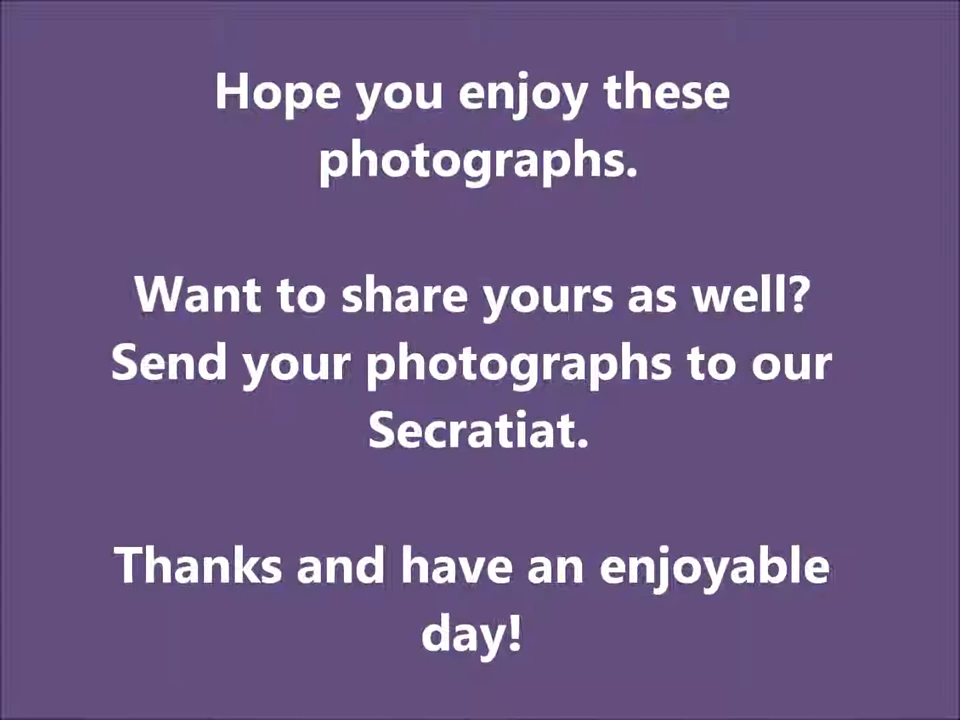 Hope you enjoy these
photographs.
Want to share yours as well?
Send your photographs to our
Secratiat.
Thanks and have an enjoyable
day!